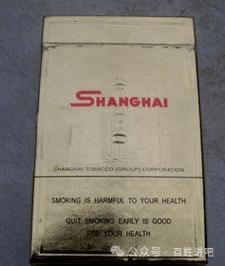 SHANGHAI
SHANGHAI TOBACCO (GROUP) CORPORATION
SMOKING IS HARMFUL TO YOUR HEALTH
QUIT SMOKING EARLY IS GOOD
FOR YOUR HEALTH
公众号 · 百姓讲吧